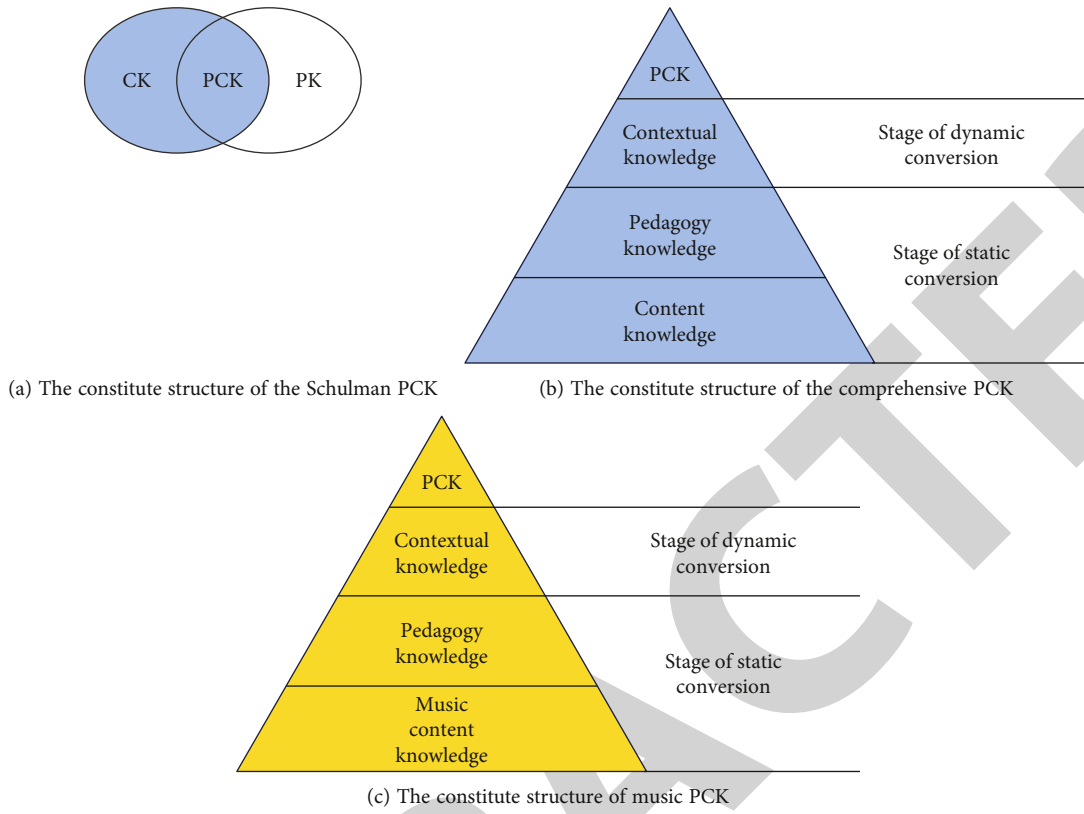 CK PCK PK
PCK
Contextual
knowledge
Stage of dynamic
conversion
Pedagogy
knowledge
Stage of static
conversion
Content
knowledge
(a) The constitute structure of the Schulman PCK
(b) The constitute structure of the comprehensive PCK
PCK
Contextual
knowledge
Stage of dynamic
conversion
Pedagogy
knowledge
Stage of static
conversion
Music
content
knowledge
(c) The constitute structure of music PCK